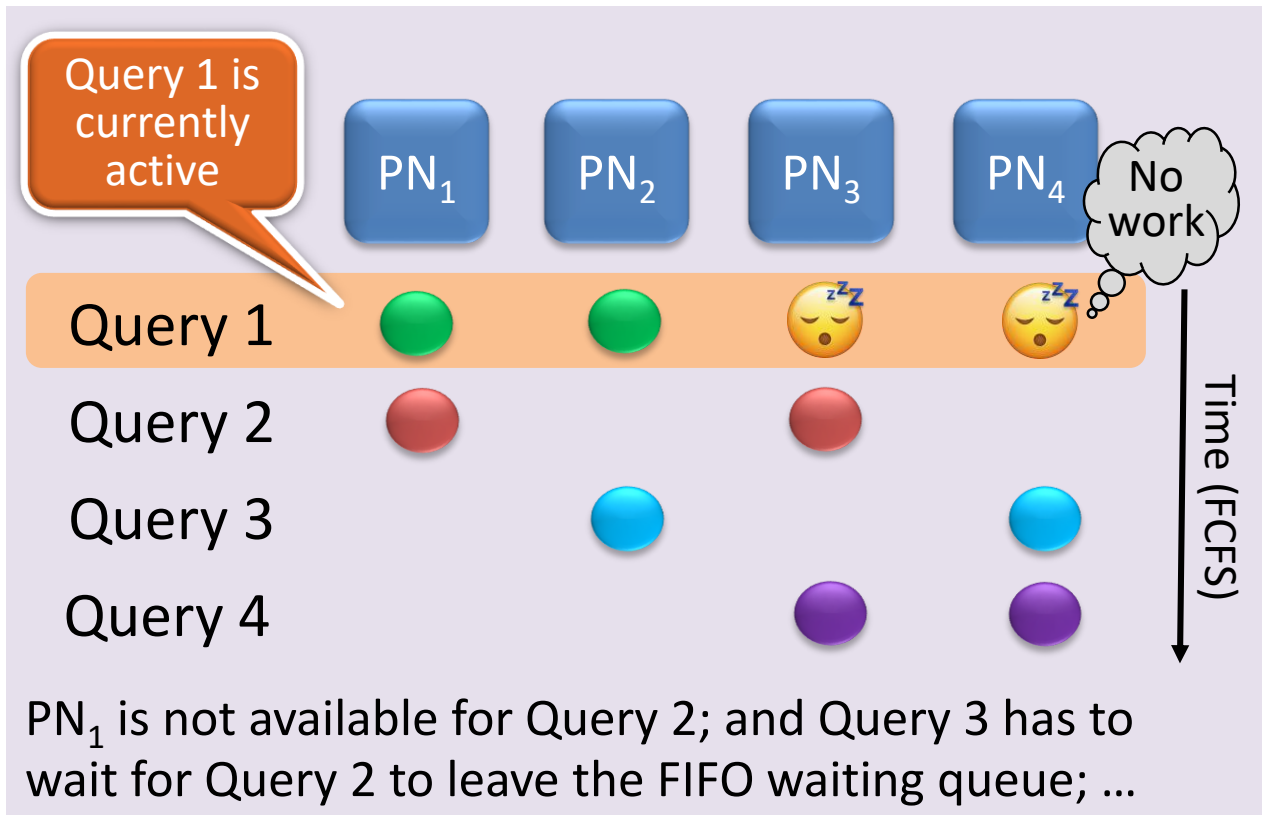 Query 1 is
currently
active
PN1
PN2
PN3
PN4
No
work
zzZ
zzZ
Query 1
Query 2
Query 3
Query 4
Time (FCFS)
PN1 is not available for Query 2; and Query 3 has to
wait for Query 2 to leave the FIFO waiting queue; …